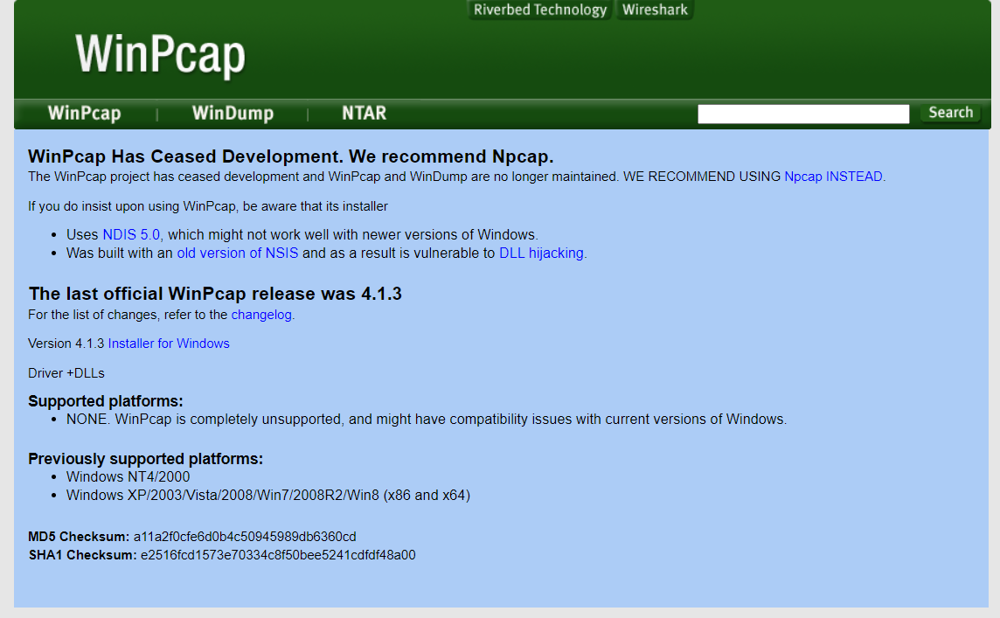 Riverbed Technology Wireshark
WinPcap
WinPcap | WinDump | NTAR Search
WinPcap Has Ceased Development. We recommend Npcap.
The WinPcap project has ceased development and WinPcap and WinDump are no longer maintained. WE RECOMMEND USING Npcap INSTEAD.
If you do insist upon using WinPcap, be aware that its installer
• Uses NDIS 5.0, which might not work well with newer versions of Windows.
• Was built with an old version of NSIS and as a result is vulnerable to DLL hijacking.
The last official WinPcap release was 4.1.3
For the list of changes, refer to the changelog.
Version 4.1.3 Installer for Windows
Driver +DLLs
Supported platforms:
• NONE. WinPcap is completely unsupported, and might have compatibility issues with current versions of Windows.
Previously supported platforms:
• Windows NT4/2000
• Windows XP/2003/Vista/2008/Win7/2008R2/Win8 (x86 and x64)
MD5 Checksum: a11a2f0cfe6d0b4c50945989db6360cd
SHA1 Checksum: e2516fcd1573e70334c8f50bee5241cdfdf48a00